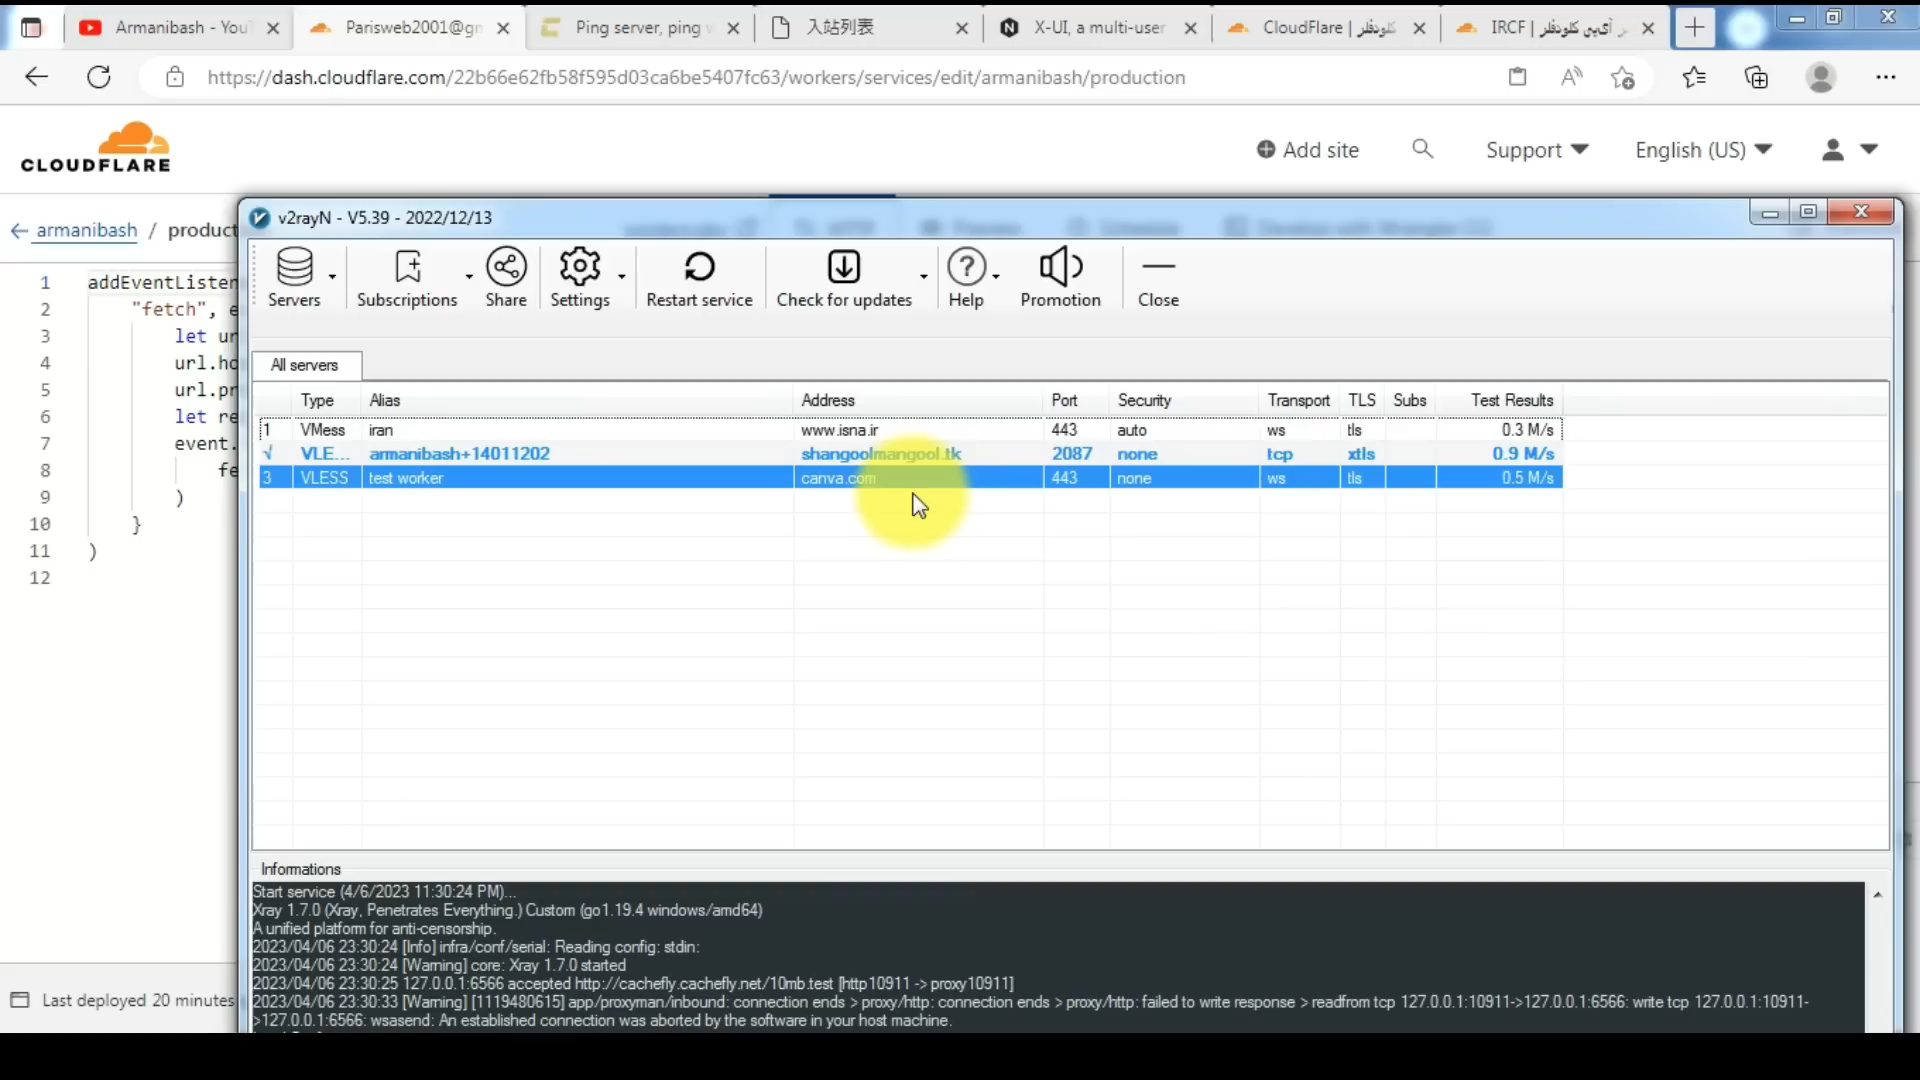 Armanibash - YouT
Parisweb2001@gm
Ping server, ping w
入站列表
X-UI, a multi-user
CloudFlare | کلودفلر
IRCF | آی‌پی کلودفلر
https://dash.cloudflare.com/22b66e62fb58f595d03ca6be5407fc63/workers/services/edit/armanibash/production
CLOUDFLARE
Add site
Support
English (US)
armanibash / product
v2rayN - V5.39 - 2022/12/13
Servers
Subscriptions
Share
Settings
Restart service
Check for updates
Help
Promotion
Close
1 addEventListen
2 "fetch", e
3 let ur
4 url.ho
5 url.pr
6 let re
7 event.
8 fe
9 )
10 }
11 )
12
All servers
Type Alias Address Port Security Transport TLS Subs Test Results
1 VMess iran www.isna.ir 443 auto ws tls 0.3 M/s
√ VLE... armanibash+14011202 shangoolmangool.tk 2087 none tcp xtls 0.9 M/s
3 VLESS test worker canva.com 443 none ws tls 0.5 M/s
Informations
Start service (4/6/2023 11:30:24 PM)...
Xray 1.7.0 (Xray, Penetrates Everything.) Custom (go1.19.4 windows/amd64)
A unified platform for anti-censorship.
2023/04/06 23:30:24 [Info] infra/conf/serial: Reading config: stdin:
2023/04/06 23:30:24 [Warning] core: Xray 1.7.0 started
2023/04/06 23:30:25 127.0.0.1:6566 accepted http://cachefly.cachefly.net/10mb.test [http10911 -> proxy10911]
2023/04/06 23:30:33 [Warning] [1119480615] app/proxyman/inbound: connection ends > proxy/http: connection ends > proxy/http: failed to write response > readfrom tcp 127.0.0.1:10911->127.0.0.1:6566: write tcp 127.0.0.1:10911-
>127.0.0.1:6566: wsasend: An established connection was aborted by the software in your host machine.
Last deployed 20 minutes